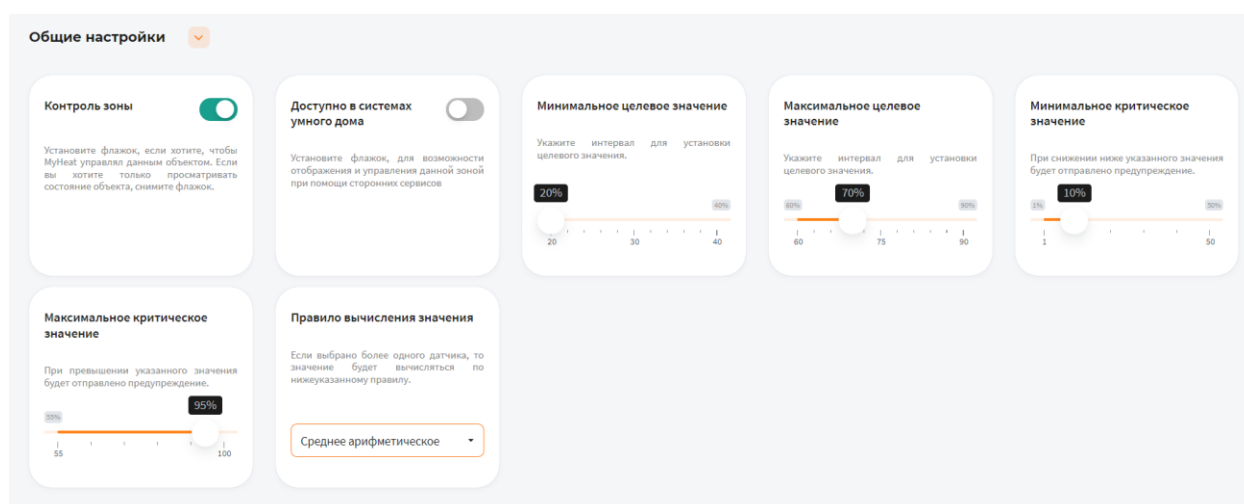 Общие настройки
Контроль зоны
Установите флажок, если хотите, чтобы
MyHeat управлял данным объектом. Если
вы хотите только просматривать
состояние объекта, снимите флажок.
Доступно в системах
умного дома
Установите флажок, для возможности
отображения и управления данной зоной
при помощи сторонних сервисов
Минимальное целевое значение
Укажите интервал для установки
целевого значения.
20%
40%
20 30 40
Максимальное целевое
значение
Укажите интервал для установки
целевого значения.
70%
60% 90%
60 75 90
Минимальное критическое
значение
При снижении ниже указанного значения
будет отправлено предупреждение.
10%
1% 50%
1 50
Максимальное критическое
значение
При превышении указанного значения
будет отправлено предупреждение.
95%
55%
55 100
Правило вычисления значения
Если выбрано более одного датчика, то
значение будет вычисляться по
нижеуказанному правилу.
Среднее арифметическое